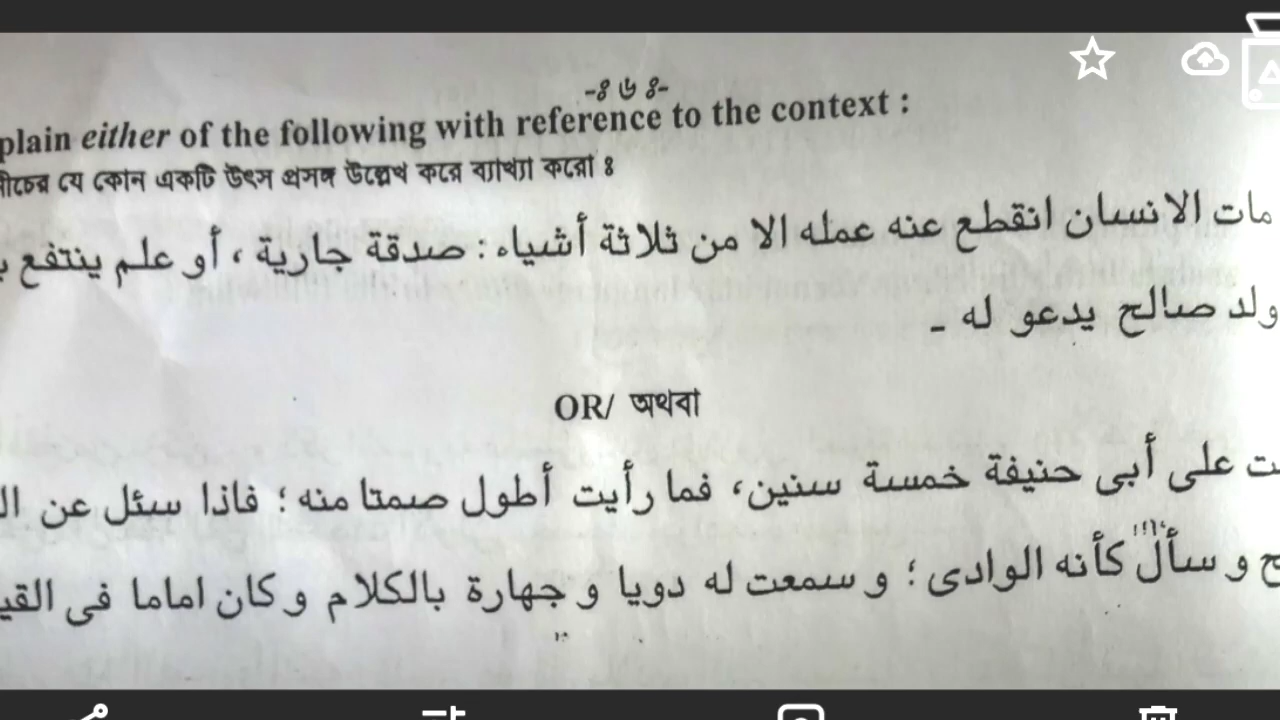 -ঃ ৬ ঃ-
plain either of the following with reference to the context :
নীচের যে কোন একটি উৎস প্রসঙ্গ উল্লেখ করে ব্যাখ্যা করো ঃ
مات الانسان انقطع عنه عمله الا من ثلاثة أشياء : صدقة جارية ، أو علم ينتفع
ولد صالح يدعو له ـ
OR/ অথবা
ت على أبى حنيفة خمسة سنين، فما رأيت أطول صمتا منه ؛ فاذا سئل عن
و سأل كأنه الوادى ؛ و سمعت له دويا و جهارة بالكلام و كان اماما فى